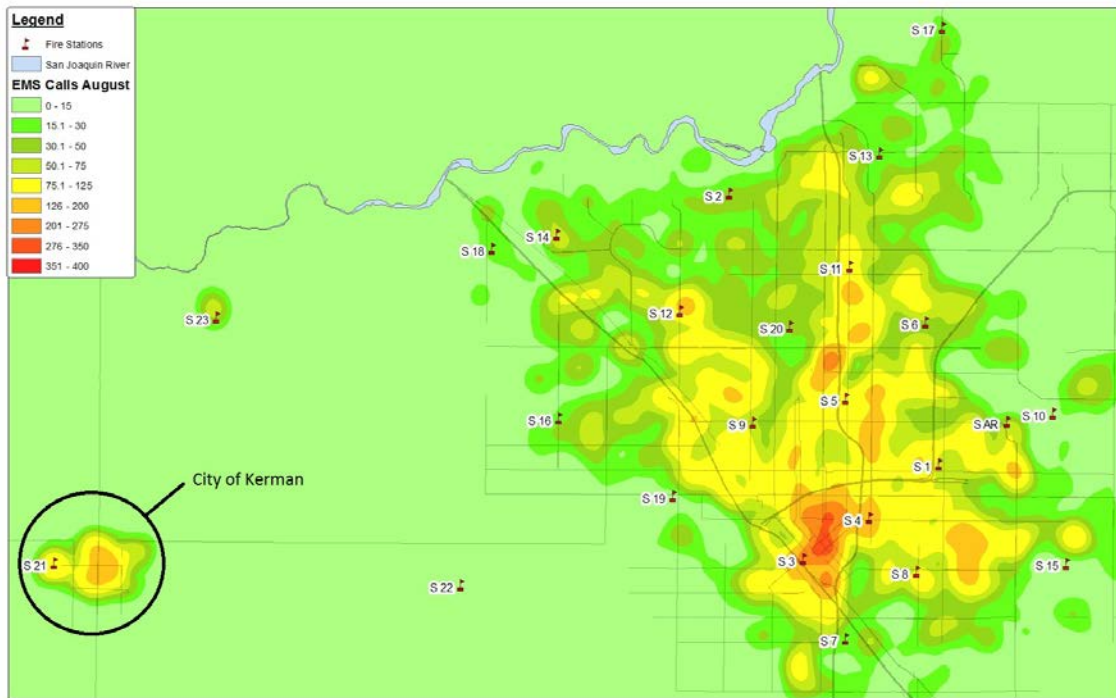 Legend
Fire Stations
San Joaquin River
EMS Calls August
0 - 15
15.1 - 30
30.1 - 50
50.1 - 75
75.1 - 125
126 - 200
201 - 275
276 - 350
351 - 400
S 17
S 13
S 2
S 14
S 18
S 11
S 23
S 12
S 20
S 6
S 5
S 16
S 9
S AR
S 10
S 1
City of Kerman
S 19
S 4
S 21
S 3
S 8
S 15
S 22
S 7